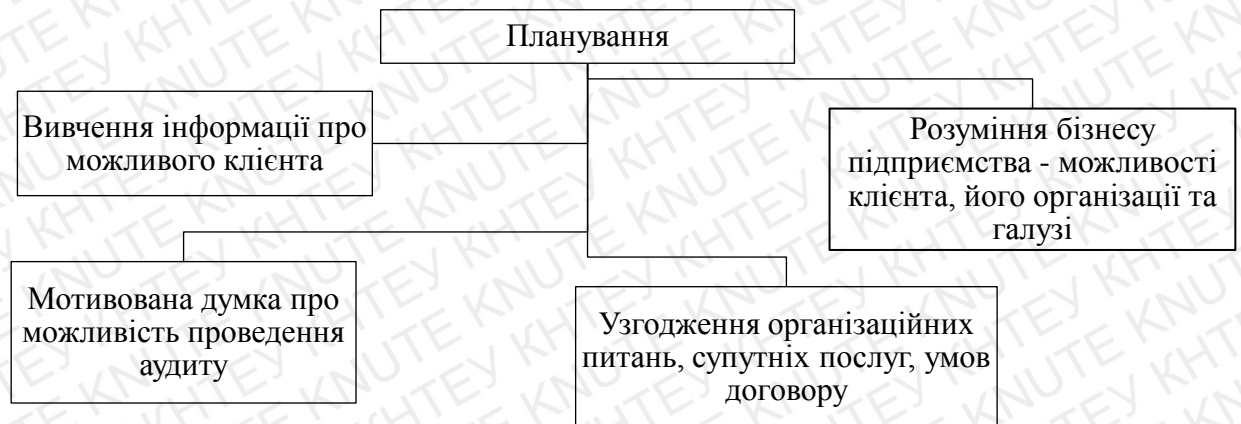 Планування
Вивчення інформації про
можливого клієнта
Розуміння бізнесу
підприємства - можливості
клієнта, його організації та
галузі
Мотивована думка про
можливість проведення
аудиту
Узгодження організаційних
питань, супутніх послуг, умов
договору